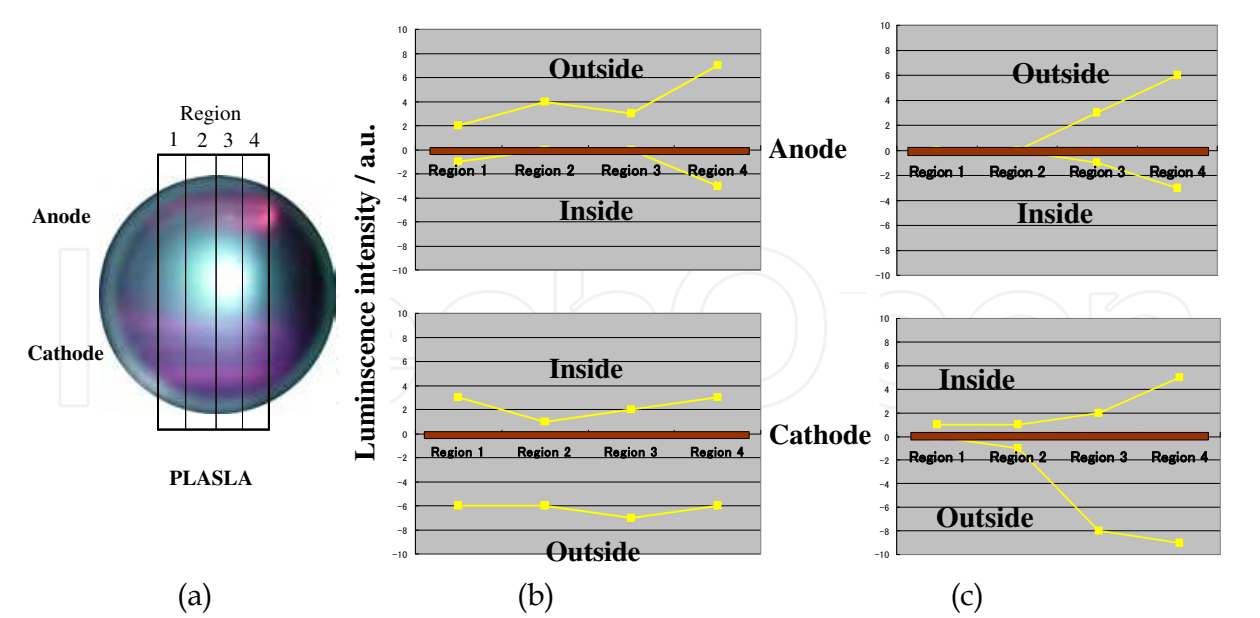 Region
1 2 3 4
Anode
Cathode
PLASLA
(a)
Luminscence intensity / a.u.
10
8
6
4
2
0
-2
-4
-6
-8
-10
Outside
Region 1 Region 2 Region 3 Region 4
Inside
Anode
10
8
6
4
2
0
-2
-4
-6
-8
-10
Inside
Region 1 Region 2 Region 3 Region 4
Outside
Cathode
(b)
10
8
6
4
2
0
-2
-4
-6
-8
-10
Outside
Region 1 Region 2 Region 3 Region 4
Inside
10
8
6
4
2
0
-2
-4
-6
-8
-10
Inside
Region 1 Region 2 Region 3 Region 4
Outside
(c)